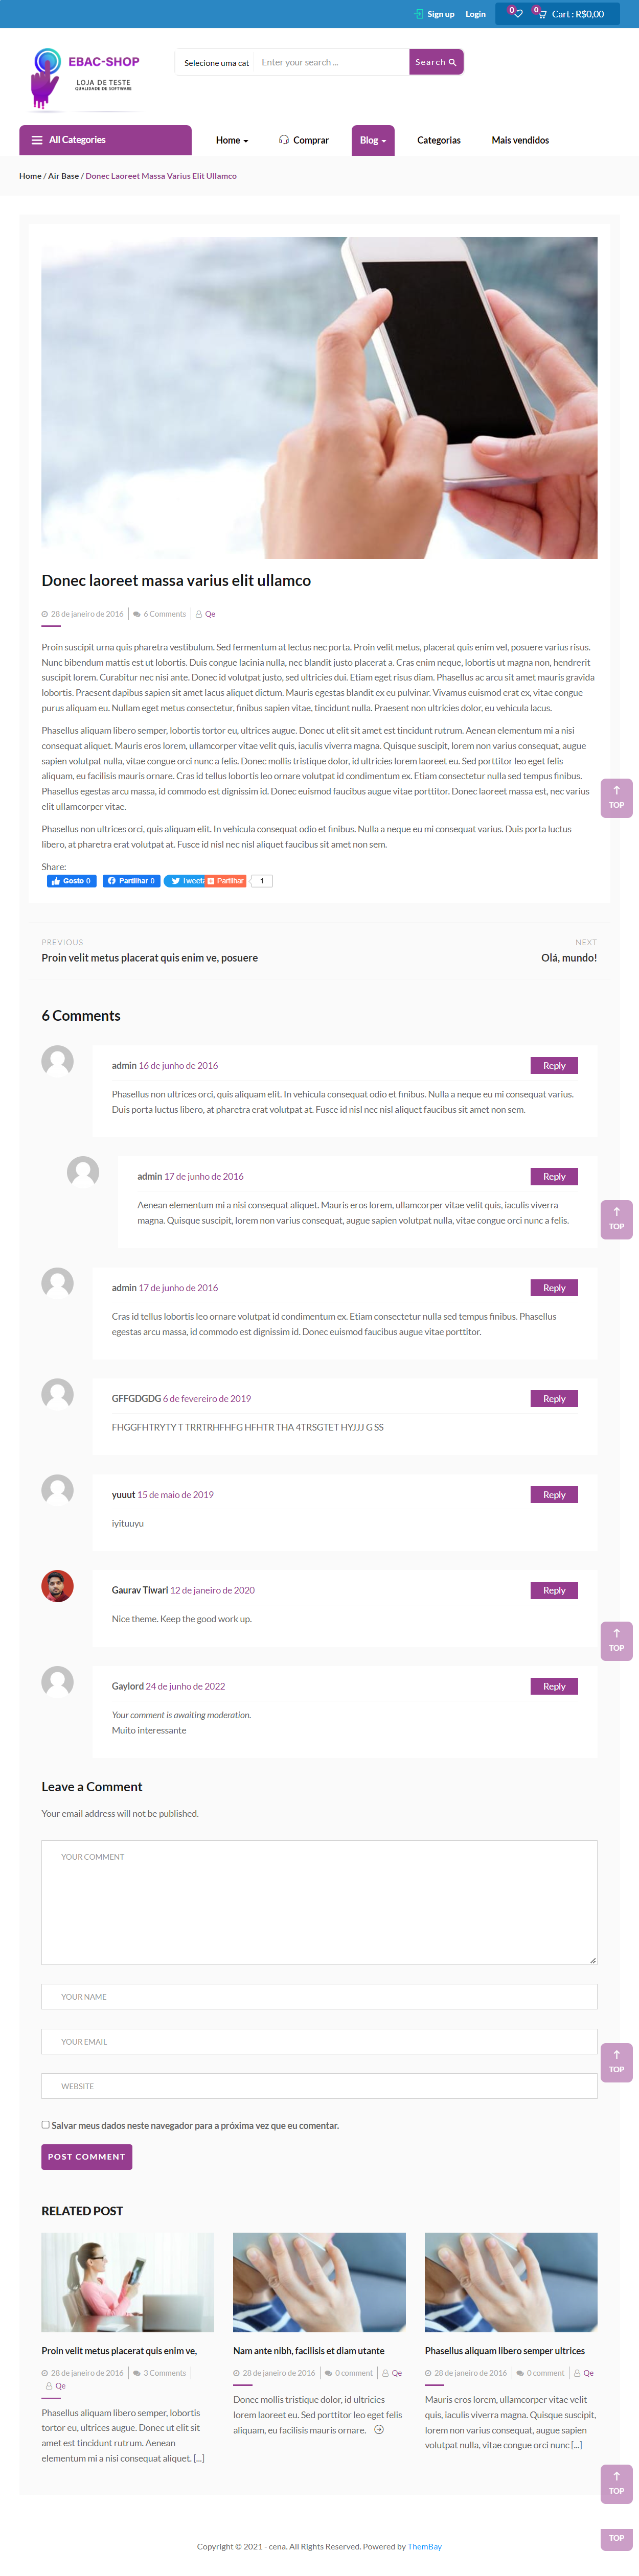 Sign up Login 0 0 Cart : R$0,00
EBAC-SHOP
LOJA DE TESTE
QUALIDADE DE SOFTWARE
Selecione uma cat Enter your search ... Search
All Categories Home Comprar Blog Categorias Mais vendidos
Home / Air Base / Donec Laoreet Massa Varius Elit Ullamco
Donec laoreet massa varius elit ullamco
28 de janeiro de 2016 6 Comments Qe
Proin suscipit urna quis pharetra vestibulum. Sed fermentum at lectus nec porta. Proin velit metus, placerat quis enim vel, posuere varius risus.
Nunc bibendum mattis est ut lobortis. Duis congue lacinia nulla, nec blandit justo placerat a. Cras enim neque, lobortis ut magna non, hendrerit
suscipit lorem. Curabitur nec nisi ante. Donec id volutpat justo, sed ultricies dui. Etiam eget risus diam. Phasellus ac arcu sit amet mauris gravida
lobortis. Praesent dapibus sapien sit amet lacus aliquet dictum. Mauris egestas blandit ex eu pulvinar. Vivamus euismod erat ex, vitae congue
purus aliquam eu. Nullam eget metus consectetur, finibus sapien vitae, tincidunt nulla. Praesent non ultricies dolor, eu vehicula lacus.
Phasellus aliquam libero semper, lobortis tortor eu, ultrices augue. Donec ut elit sit amet est tincidunt rutrum. Aenean elementum mi a nisi
consequat aliquet. Mauris eros lorem, ullamcorper vitae velit quis, iaculis viverra magna. Quisque suscipit, lorem non varius consequat, augue
sapien volutpat nulla, vitae congue orci nunc a felis. Donec mollis tristique dolor, id ultricies lorem laoreet eu. Sed porttitor leo eget felis
aliquam, eu facilisis mauris ornare. Cras id tellus lobortis leo ornare volutpat id condimentum ex. Etiam consectetur nulla sed tempus finibus.
Phasellus egestas arcu massa, id commodo est dignissim id. Donec euismod faucibus augue vitae porttitor. Donec laoreet massa est, nec varius
elit ullamcorper vitae.
TOP
Phasellus non ultrices orci, quis aliquam elit. In vehicula consequat odio et finibus. Nulla a neque eu mi consequat varius. Duis porta luctus
libero, at pharetra erat volutpat at. Fusce id nisl nec nisl aliquet faucibus sit amet non sem.
Share:
Gosto 0 Partilhar 0 Tweeta Partilhar 1
PREVIOUS NEXT
Proin velit metus placerat quis enim ve, posuere Olá, mundo!
6 Comments
admin 16 de junho de 2016 Reply
Phasellus non ultrices orci, quis aliquam elit. In vehicula consequat odio et finibus. Nulla a neque eu mi consequat varius.
Duis porta luctus libero, at pharetra erat volutpat at. Fusce id nisl nec nisl aliquet faucibus sit amet non sem.
admin 17 de junho de 2016 Reply
Aenean elementum mi a nisi consequat aliquet. Mauris eros lorem, ullamcorper vitae velit quis, iaculis viverra
magna. Quisque suscipit, lorem non varius consequat, augue sapien volutpat nulla, vitae congue orci nunc a felis.
TOP
admin 17 de junho de 2016 Reply
Cras id tellus lobortis leo ornare volutpat id condimentum ex. Etiam consectetur nulla sed tempus finibus. Phasellus
egestas arcu massa, id commodo est dignissim id. Donec euismod faucibus augue vitae porttitor.
GFFGDGDG 6 de fevereiro de 2019 Reply
FHGGFHTRYTY T TRRTRHFHFG HFHTR THA 4TRSGTET HYJJJ G SS
yuuut 15 de maio de 2019 Reply
iyituuyu
Gaurav Tiwari 12 de janeiro de 2020 Reply
Nice theme. Keep the good work up.
TOP
Gaylord 24 de junho de 2022 Reply
Your comment is awaiting moderation.
Muito interessante
Leave a Comment
Your email address will not be published.
YOUR COMMENT
YOUR NAME
YOUR EMAIL
TOP
WEBSITE
Salvar meus dados neste navegador para a próxima vez que eu comentar.
POST COMMENT
RELATED POST
Proin velit metus placerat quis enim ve,
28 de janeiro de 2016 3 Comments
Qe
Phasellus aliquam libero semper, lobortis
tortor eu, ultrices augue. Donec ut elit sit
amet est tincidunt rutrum. Aenean
elementum mi a nisi consequat aliquet. [...]
Nam ante nibh, facilisis et diam utante
28 de janeiro de 2016 0 comment Qe
Donec mollis tristique dolor, id ultricies
lorem laoreet eu. Sed porttitor leo eget felis
aliquam, eu facilisis mauris ornare.
Phasellus aliquam libero semper ultrices
28 de janeiro de 2016 0 comment Qe
Mauris eros lorem, ullamcorper vitae velit
quis, iaculis viverra magna. Quisque suscipit,
lorem non varius consequat, augue sapien
volutpat nulla, vitae congue orci nunc [...]
TOP
TOP
Copyright © 2021 - cena. All Rights Reserved. Powered by ThemBay